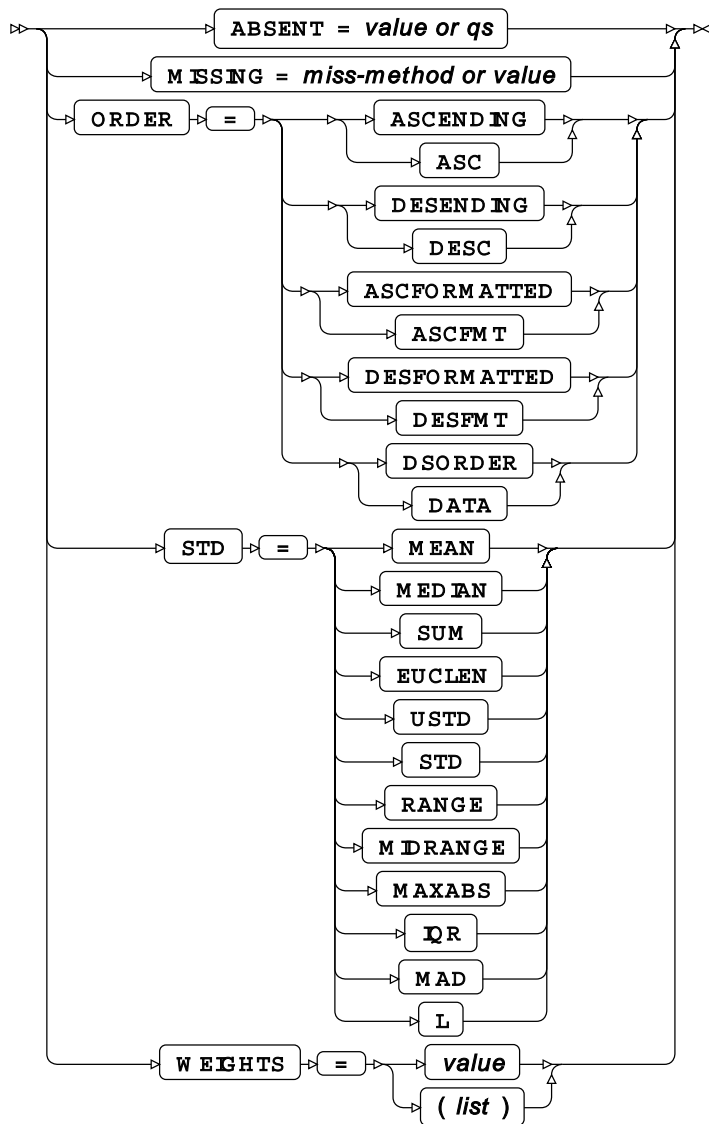 ABSENT = value or qs
MISSING = miss-method or value
ORDER = ASCENDING
ASC
DESENDING
DESC
ASCFORMATTED
ASCFMT
DESFORMATTED
DESFMT
DSORDER
DATA
STD = MEAN
MEDIAN
SUM
EUCLEN
USTD
STD
RANGE
MIDRANGE
MAXABS
IQR
MAD
L
WEIGHTS = value
( list )